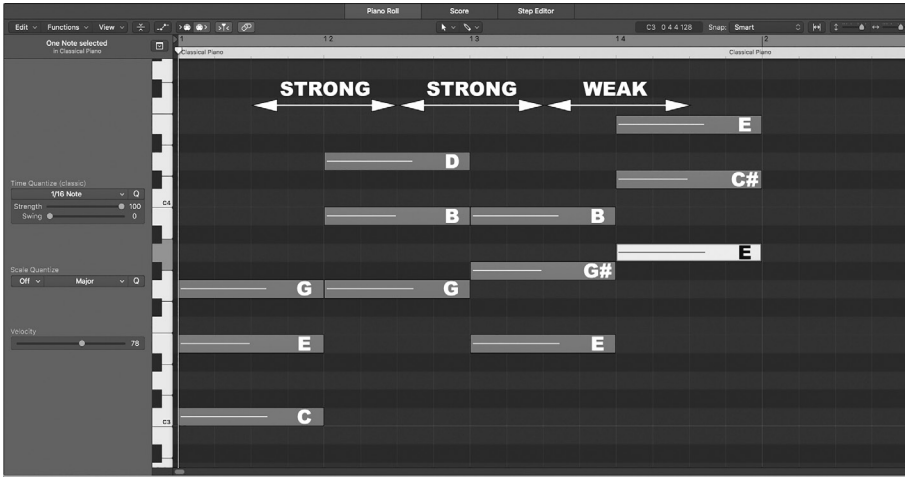 Piano Roll Score Step Editor
Edit Functions View C3 0 4 4 128 Snap: Smart
One Note selected
in Classical Piano
1 1 2 1 3 1 4 2
Classical Piano Classical Piano
STRONG STRONG WEAK
E
D
Time Quantize (classic)
1/16 Note Q
C#
Strength 100
C4
Swing 0
B B
E
Scale Quantize
G#
Off Major Q
G G
Velocity
78
E E
C
C3